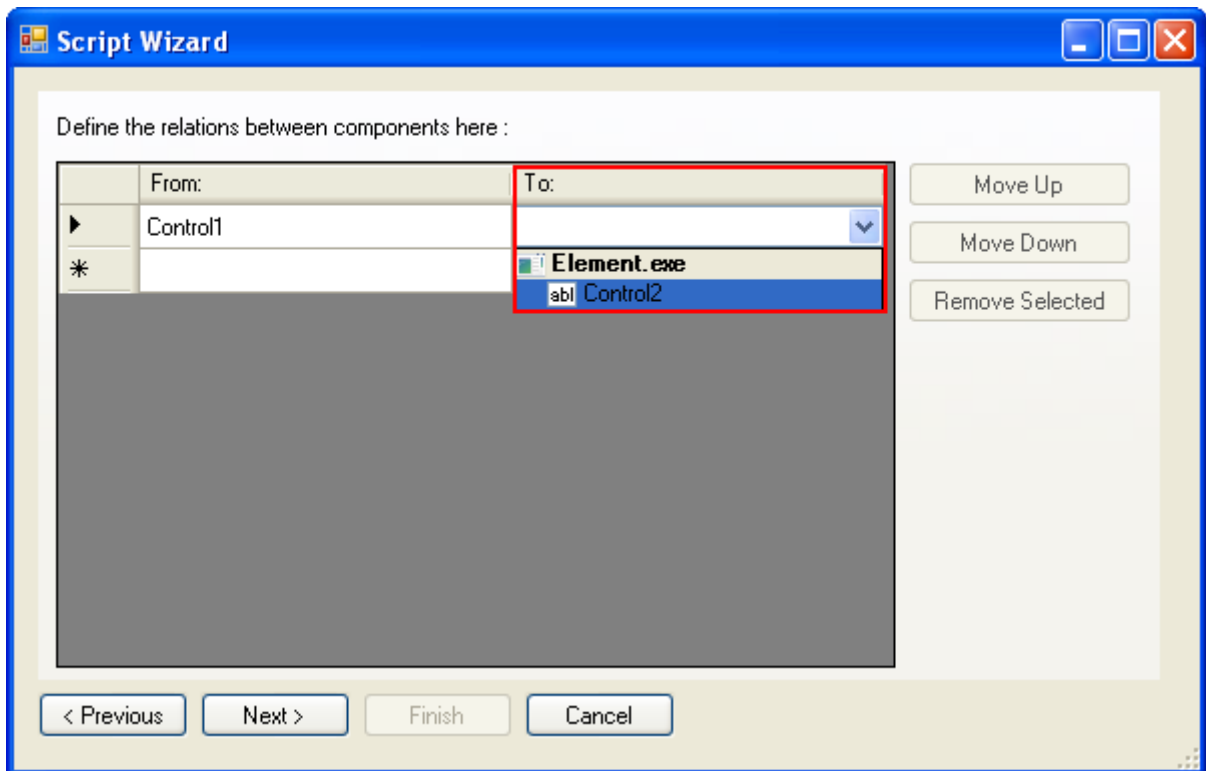 Script Wizard
Define the relations between components here :
From: To:
Control1
Element.exe
abl Control2
Move Up
Move Down
Remove Selected
< Previous Next > Finish Cancel